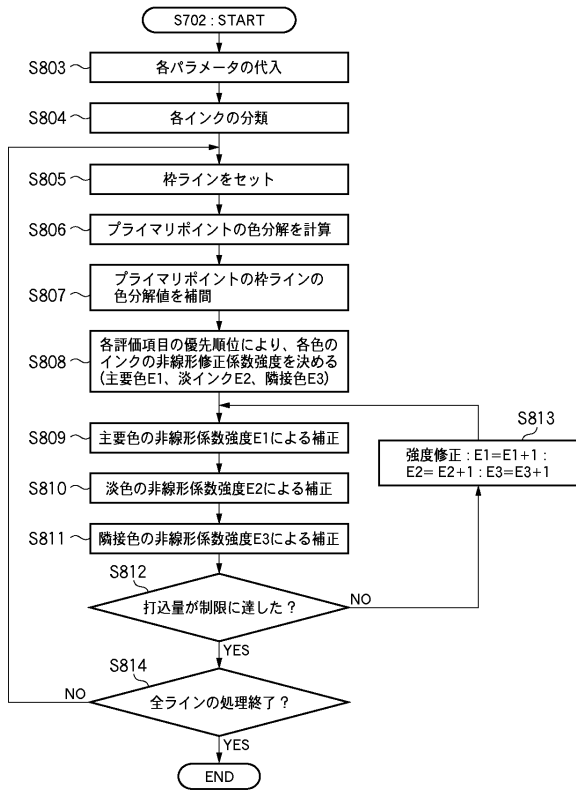 S702 : START
S803
各パラメータの代入
S804
各インクの分類
S805
枠ラインをセット
S806
プライマリポイントの色分解を計算
S807
プライマリポイントの枠ラインの
色分解値を補間
S808
各評価項目の優先順位により、各色の
インクの非線形修正係数強度を決める
(主要色E1、淡インクE2、隣接色E3)
S809
主要色の非線形係数強度E1による補正
S813
強度修正 : E1=E1+1 :
E2= E2+1 : E3=E3+1
S810
淡色の非線形係数強度E2による補正
S811
隣接色の非線形係数強度E3による補正
S812
打込量が制限に達した？
NO
YES
S814
全ラインの処理終了？
NO
YES
END